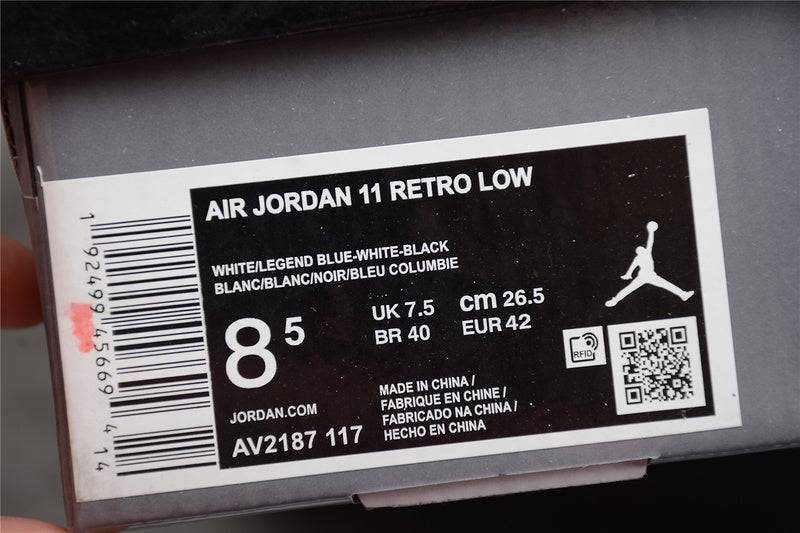 AIR JORDAN 11 RETRO LOW
WHITE/LEGEND BLUE-WHITE-BLACK
BLANC/BLANC/NOIR/BLEU COLUMBIE
8 5
UK 7.5 cm 26.5
BR 40 EUR 42
RFID
JORDAN.COM
AV2187 117
MADE IN CHINA /
FABRIQUE EN CHINE /
FABRICADO NA CHINA /
HECHO EN CHINA
1 92499 45669 4 14